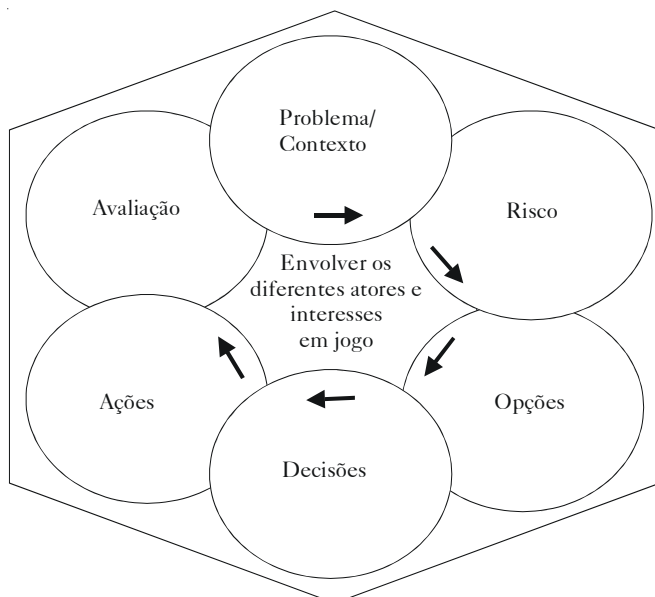 Problema/
Contexto
Avaliação
Risco
Envolver os
diferentes atores e
interesses
em jogo
Ações
Opções
Decisões